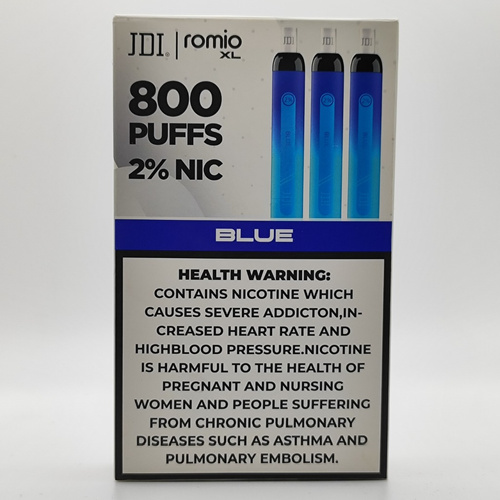 JDI. | romio
XL
800
PUFFS
2% NIC
BLUE
HEALTH WARNING:
CONTAINS NICOTINE WHICH
CAUSES SEVERE ADDICTON,IN-
CREASED HEART RATE AND
HIGHBLOOD PRESSURE.NICOTINE
IS HARMFUL TO THE HEALTH OF
PREGNANT AND NURSING
WOMEN AND PEOPLE SUFFERING
FROM CHRONIC PULMONARY
DISEASES SUCH AS ASTHMA AND
PULMONARY EMBOLISM.